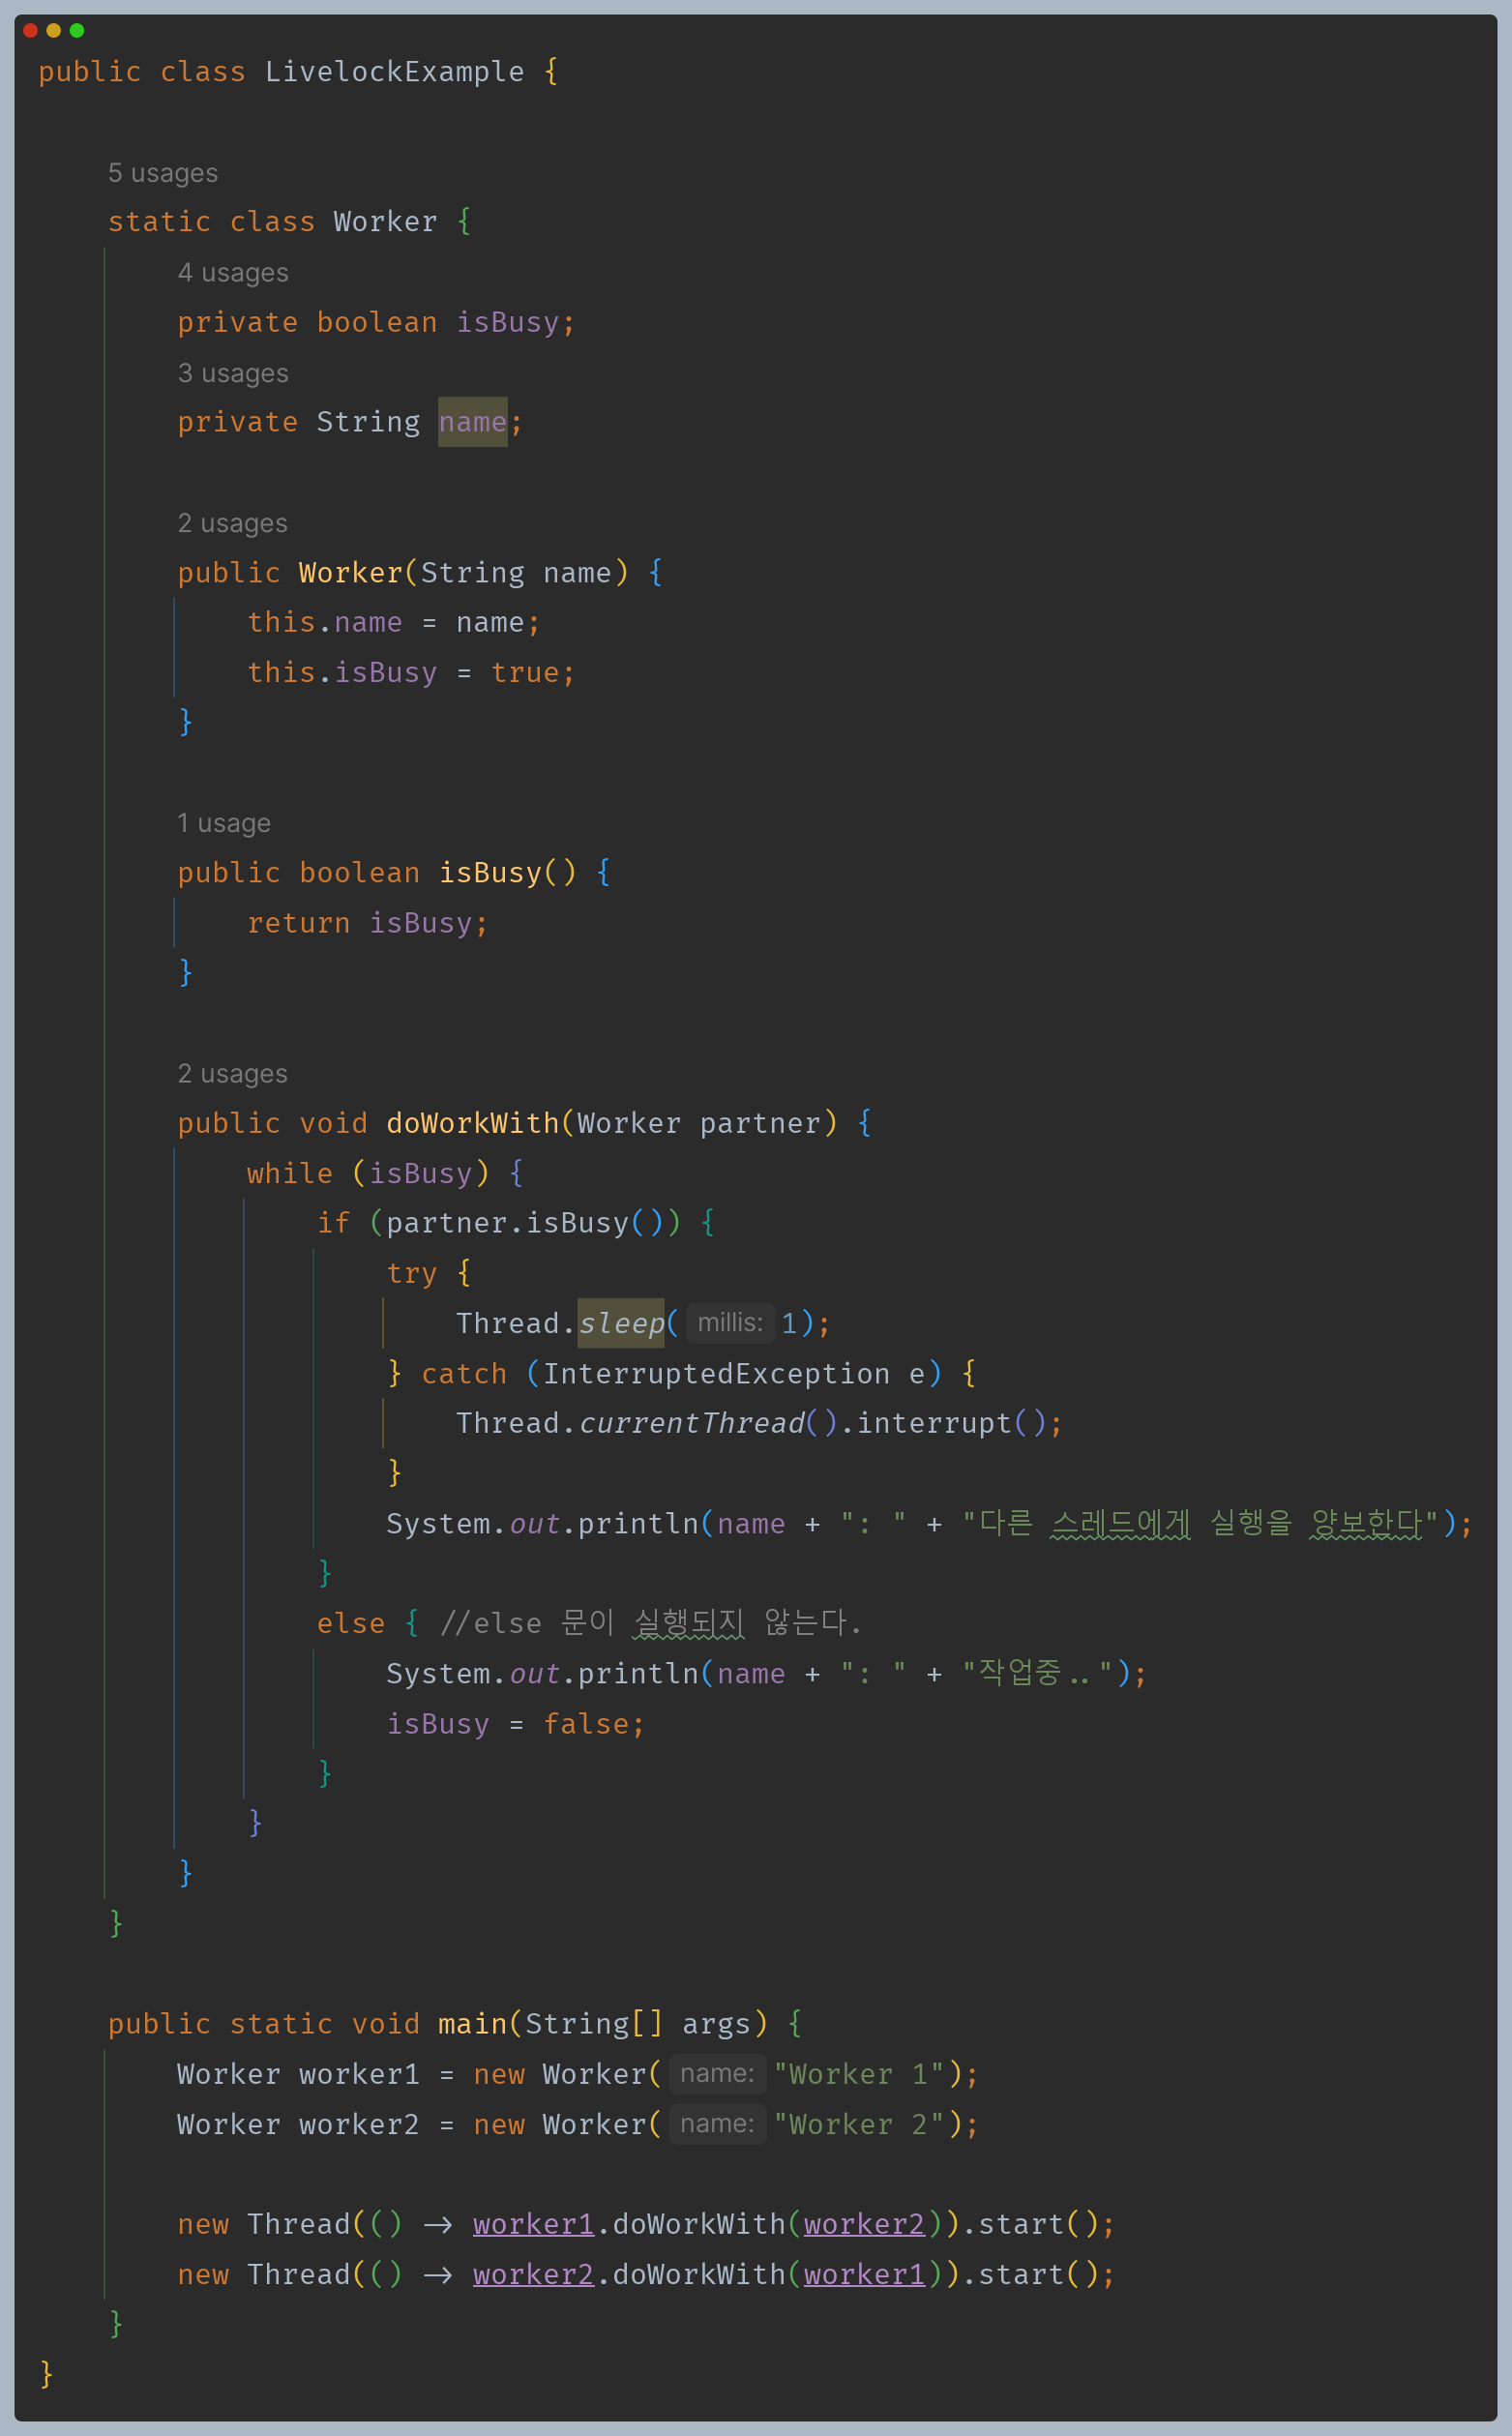 public class LivelockExample {
5 usages
static class Worker {
4 usages
private boolean isBusy;
3 usages
private String name;
2 usages
public Worker(String name) {
this.name = name;
this.isBusy = true;
}
1 usage
public boolean isBusy() {
return isBusy;
}
2 usages
public void doWorkWith(Worker partner) {
while (isBusy) {
if (partner.isBusy()) {
try {
Thread.sleep( millis: 1);
} catch (InterruptedException e) {
Thread.currentThread().interrupt();
}
System.out.println(name + ": " + "다른 스레드에게 실행을 양보한다");
}
else { //else 문이 실행되지 않는다.
System.out.println(name + ": " + "작업중..");
isBusy = false;
}
}
}
}
public static void main(String[] args) {
Worker worker1 = new Worker( name: "Worker 1");
Worker worker2 = new Worker( name: "Worker 2");
new Thread(() -> worker1.doWorkWith(worker2)).start();
new Thread(() -> worker2.doWorkWith(worker1)).start();
}
}